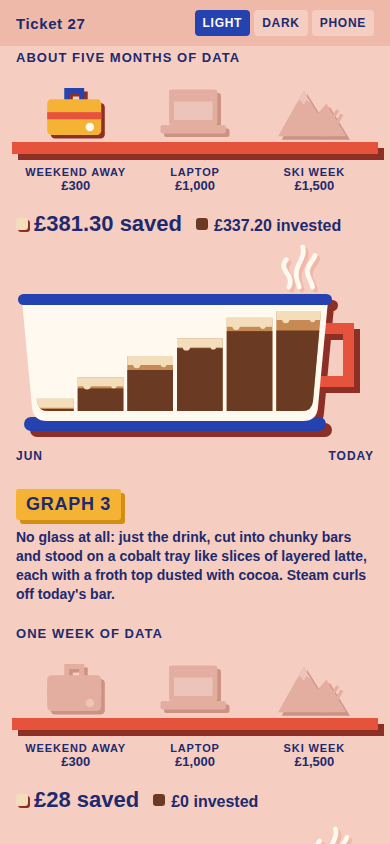 Ticket 27
LIGHT
DARK
PHONE
ABOUT FIVE MONTHS OF DATA
WEEKEND AWAY
£300
LAPTOP
£1,000
SKI WEEK
£1,500
£381.30 saved
£337.20 invested
JUN
TODAY
GRAPH 3
No glass at all: just the drink, cut into chunky bars
and stood on a cobalt tray like slices of layered latte,
each with a froth top dusted with cocoa. Steam curls
off today's bar.
ONE WEEK OF DATA
WEEKEND AWAY
£300
LAPTOP
£1,000
SKI WEEK
£1,500
£28 saved
£0 invested